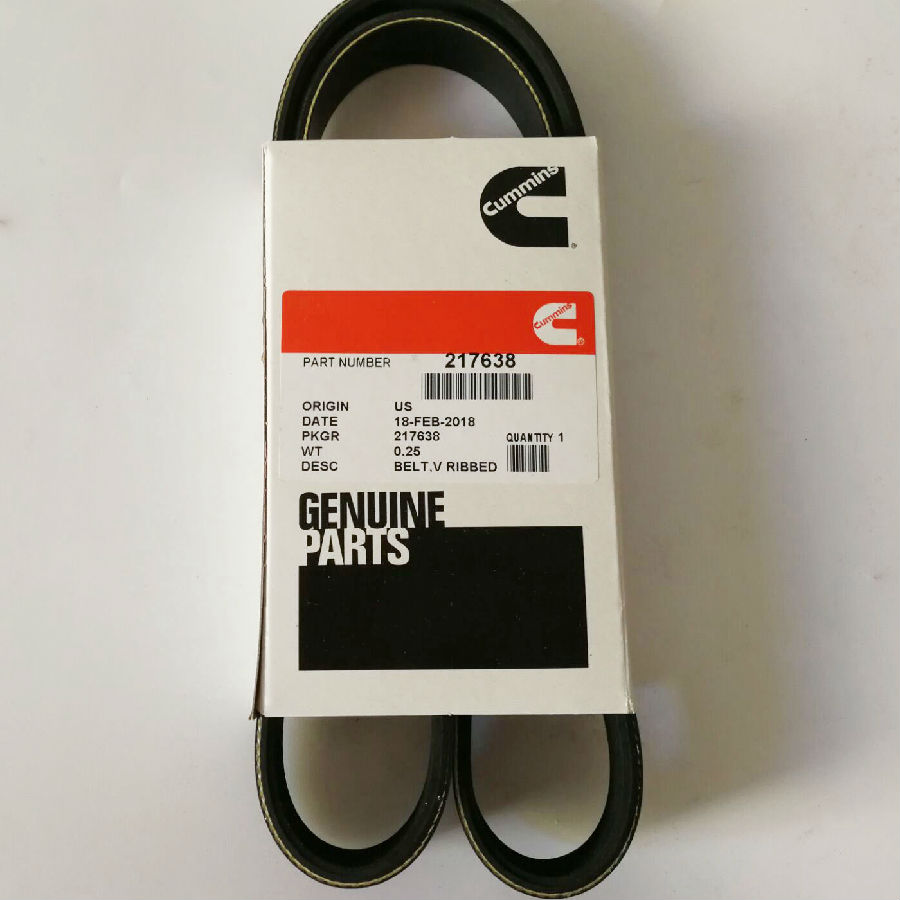 Cummins
Cummins
PART NUMBER 217638
ORIGIN US
DATE 18-FEB-2018
PKGR 217638 QUANTITY 1
WT 0.25
DESC BELT,V RIBBED
GENUINE
PARTS